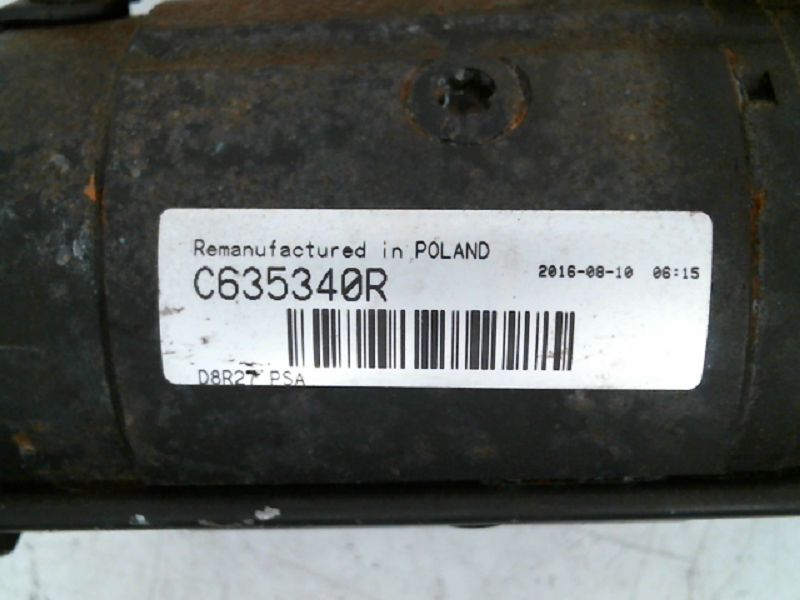 Remanufactured in POLAND
C635340R
2016-08-10 06:15
D8R27 PSA